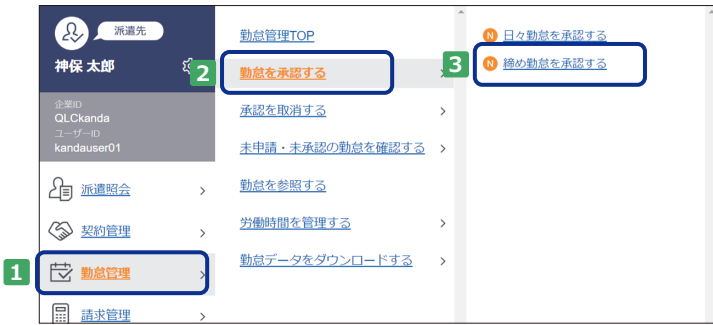 派遣先
神保 太郎
企業ID
QLCkanda
ユーザーID
kandauser01
派遣照会
契約管理
1
勤怠管理
請求管理
勤怠管理TOP
2
勤怠を承認する
承認を取消する
未申請・未承認の勤怠を確認する
勤怠を参照する
労働時間を管理する
勤怠データをダウンロードする
N 日々勤怠を承認する
3
N 締め勤怠を承認する